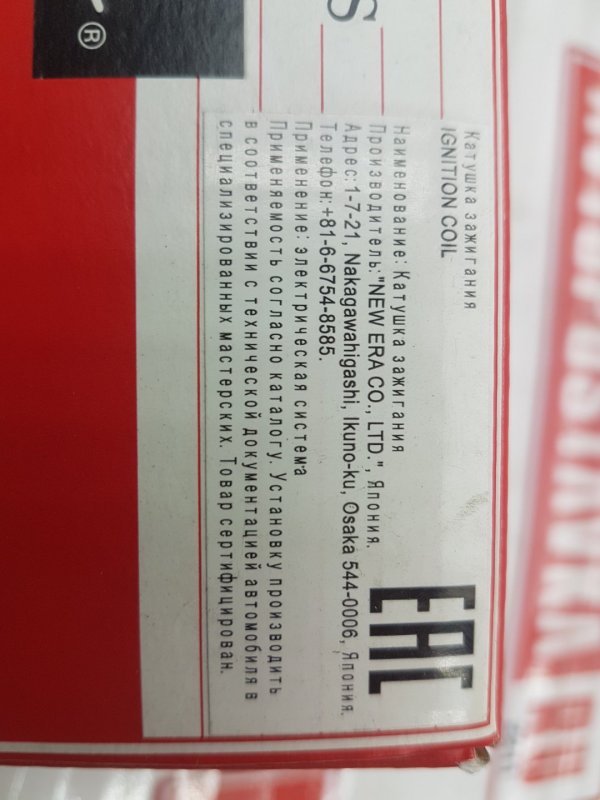 Катушка зажигания
IGNITION COIL
Наименование: Катушка зажигания
Производитель: "NEW ERA CO., LTD.", Япония.
Адрес: 1-7-21, Nakagawahigashi, Ikuno-ku, Osaka 544-0006, Япония.
Телефон: +81-6-6754-8585.
Применение: электрическая система
Применяемость согласно каталогу. Установку производить
в соответствии с технической документацией автомобиля в
специализированных мастерских. Товар сертифицирован.
EAC
S
®